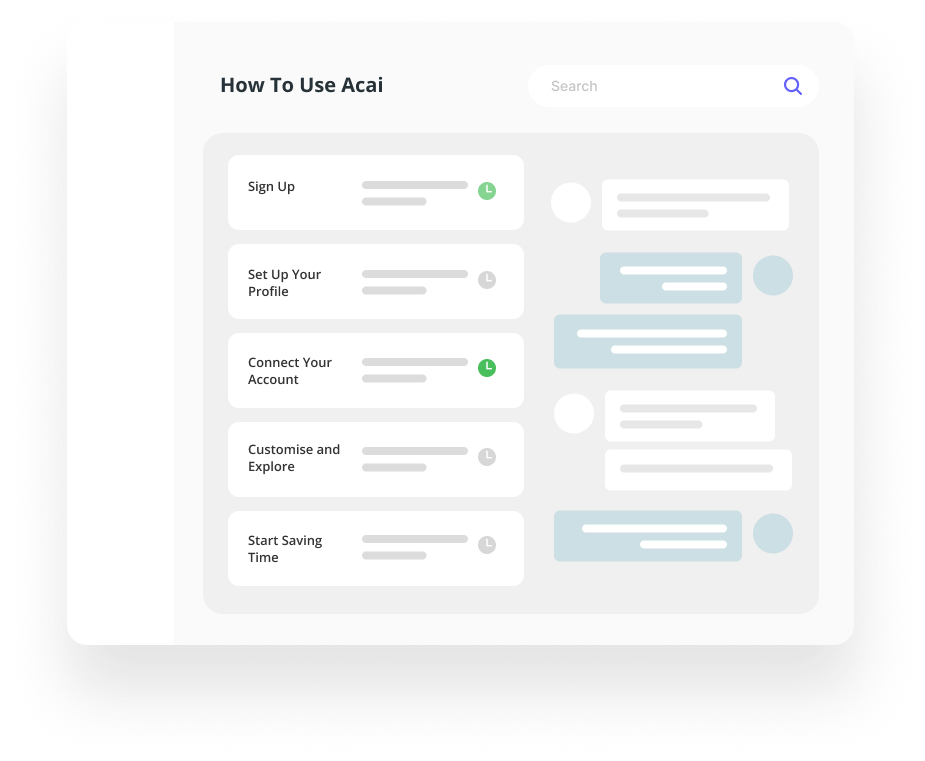 How To Use Acai
Search
Sign Up
Set Up Your
Profile
Connect Your
Account
Customise and
Explore
Start Saving
Time